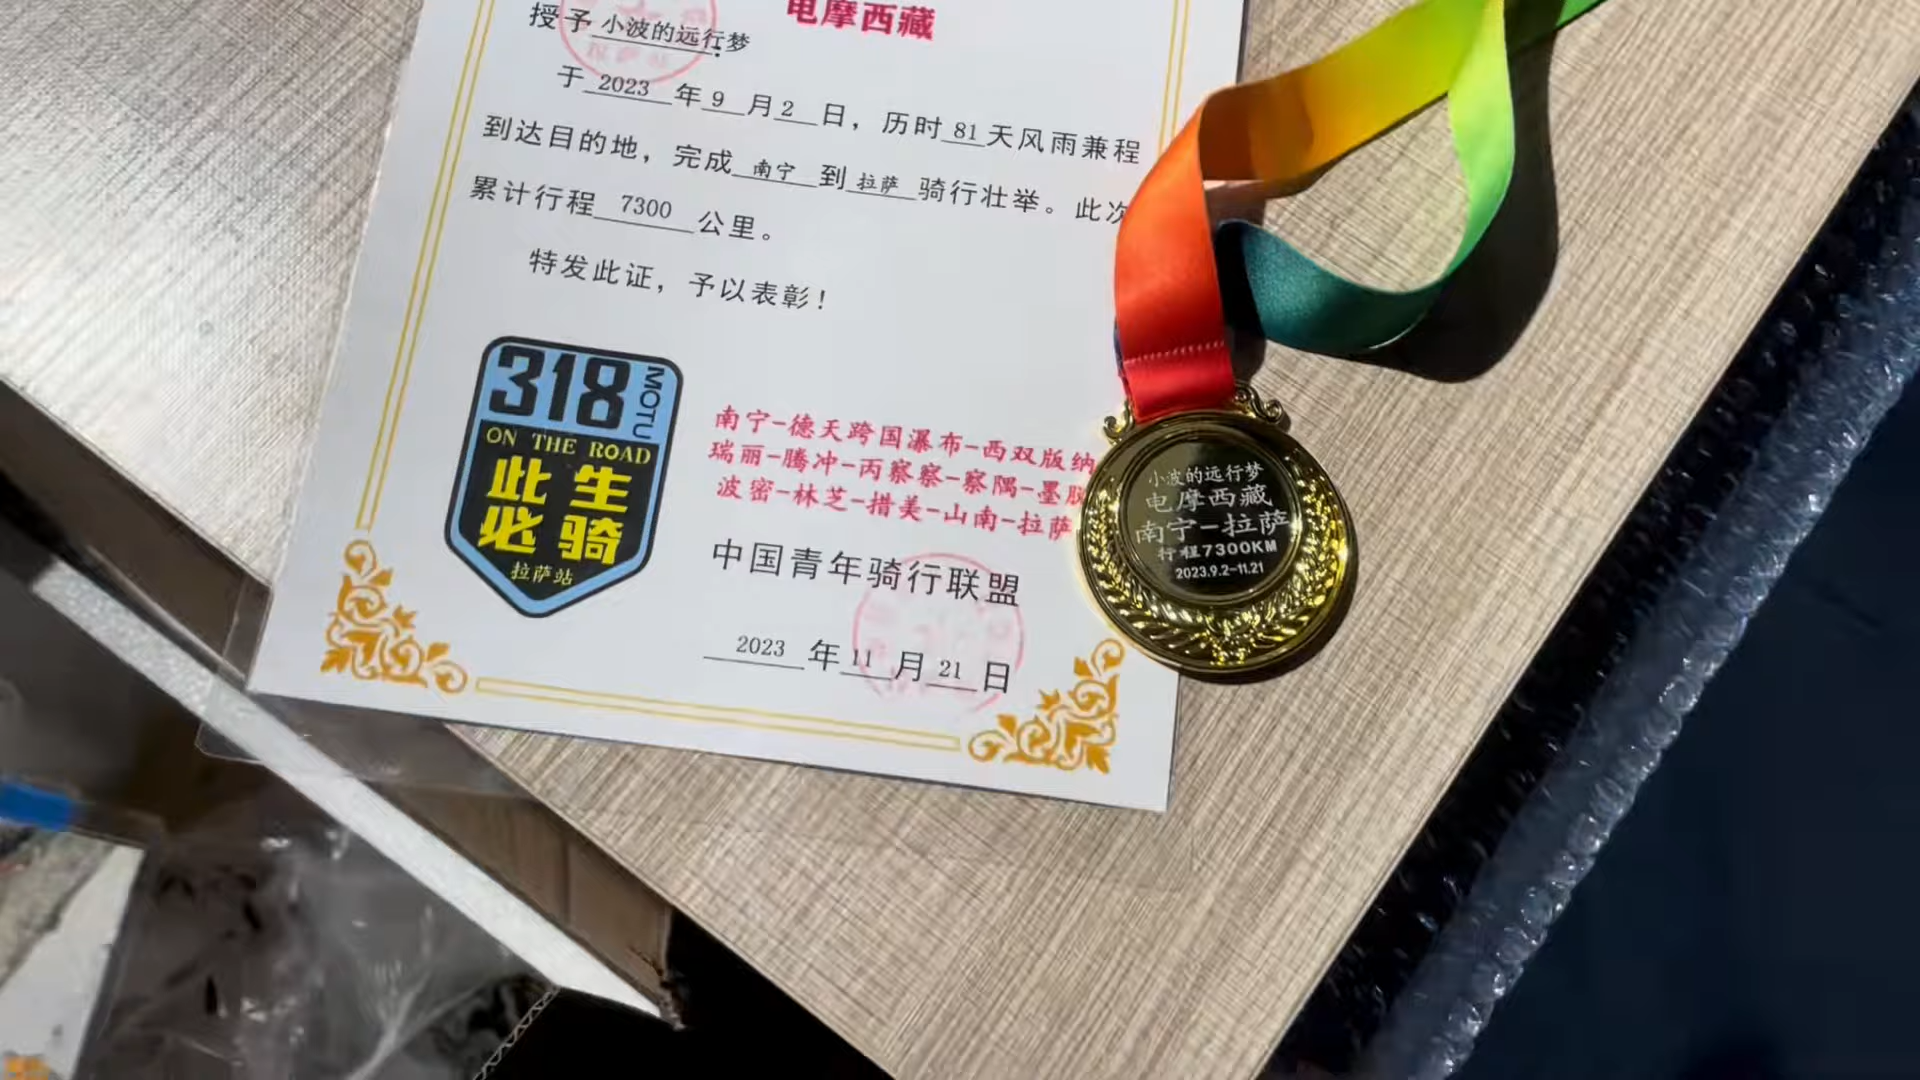 电摩西藏
授予 小波的远行梦:
于 2023 年 9 月 2 日，历时 81 天风雨兼程
到达目的地，完成 南宁 到 拉萨 骑行壮举。此次
累计行程 7300 公里。
特发此证，予以表彰！
318
MOTU
ON THE ROAD
此生
必骑
拉萨站
南宁-德天跨国瀑布-西双版纳
瑞丽-腾冲-丙察察-察隅-墨脱
波密-林芝-措美-山南-拉萨
中国青年骑行联盟
2023 年 11 月 21 日
小波的远行梦
电摩西藏
南宁-拉萨
行程7300KM
2023.9.2-11.21